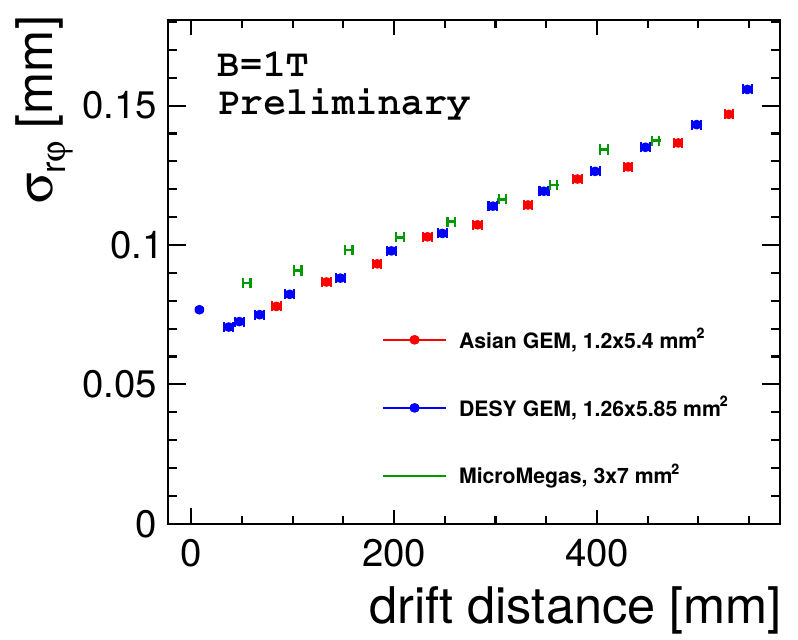 σrφ [mm]
B=1T
Preliminary
0.15
0.1
0.05
0
Asian GEM, 1.2x5.4 mm²
DESY GEM, 1.26x5.85 mm²
MicroMegas, 3x7 mm²
0 200 400
drift distance [mm]